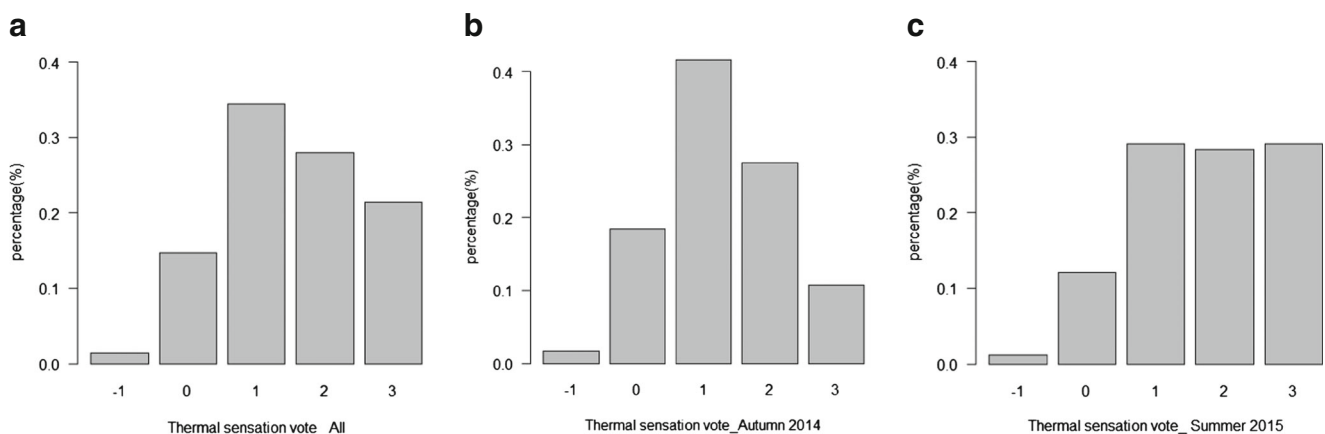 a
percentage(%)
0.4
0.3
0.2
0.1
0.0
-1 0 1 2 3
Thermal sensation vote All
b
percentage(%)
0.4
0.3
0.2
0.1
0.0
-1 0 1 2 3
Thermal sensation vote_Autumn 2014
c
percentage(%)
0.4
0.3
0.2
0.1
0.0
-1 0 1 2 3
Thermal sensation vote_ Summer 2015